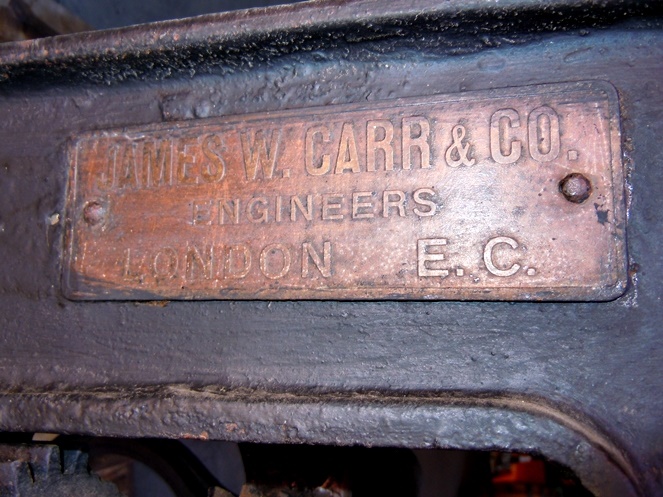 JAMES W. CARR & CO.
ENGINEERS
LONDON E. C.